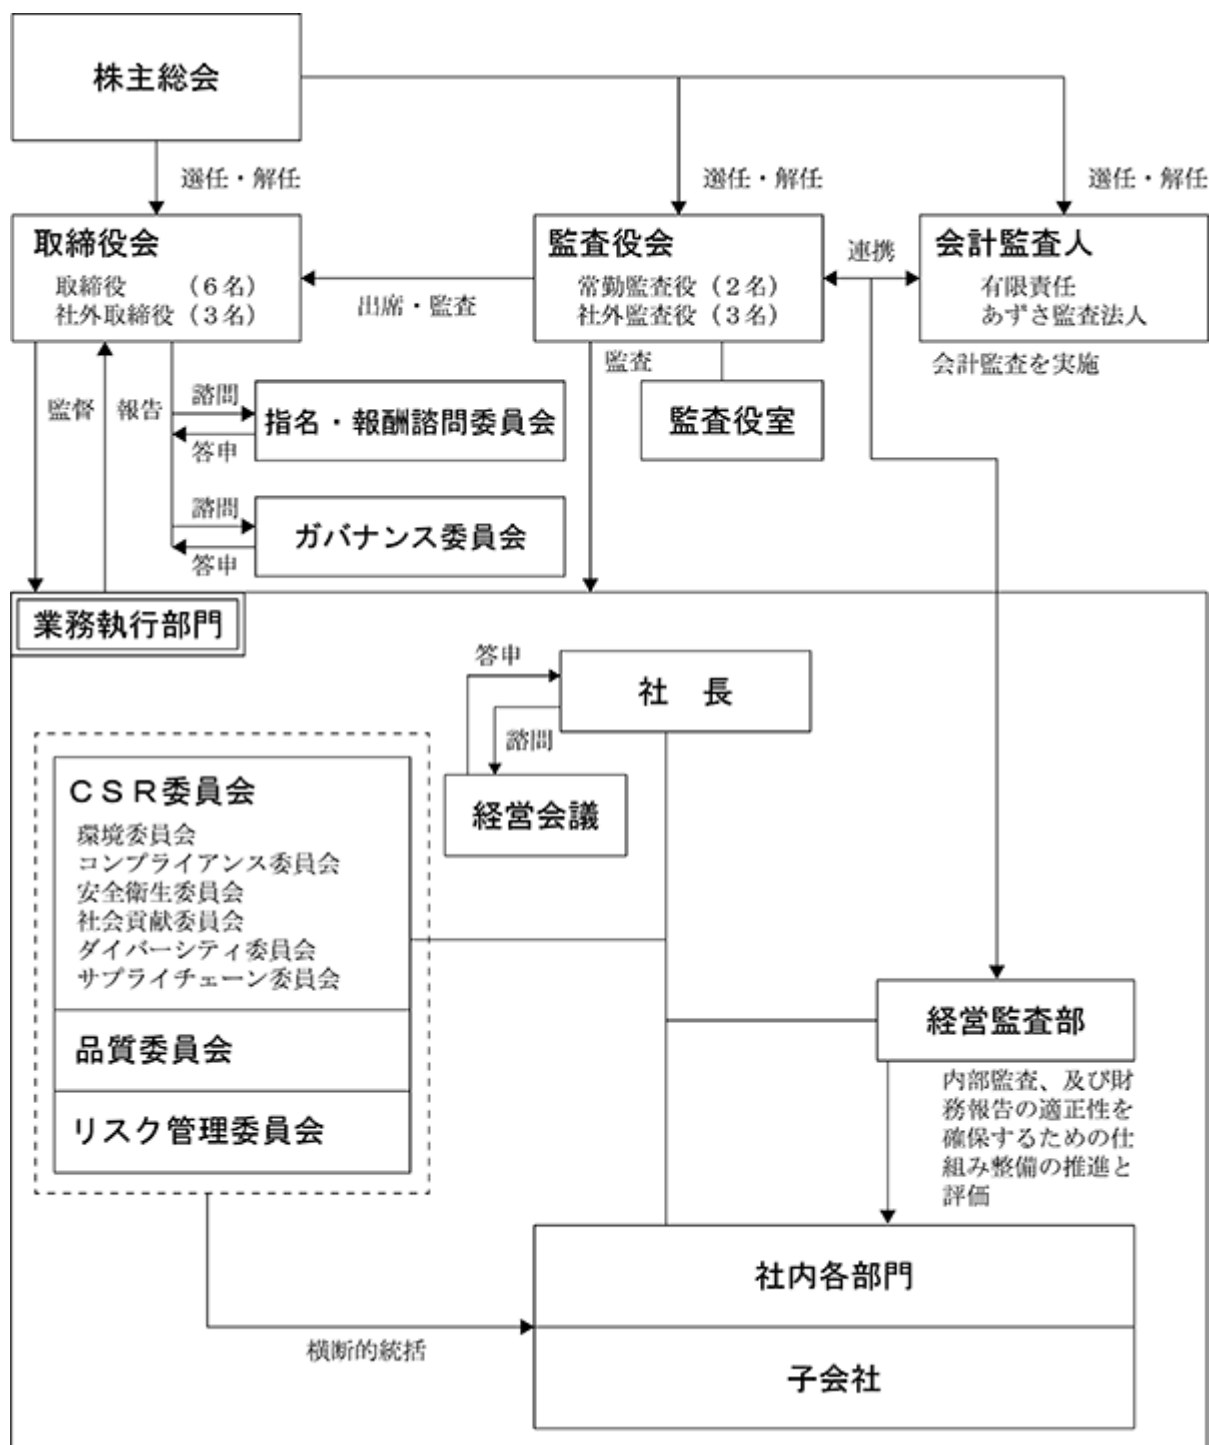 株主総会
選任・解任
選任・解任
選任・解任
取締役会
取締役 (6名)
社外取締役 (3名)
出席・監査
監査役会
常勤監査役 (2名)
社外監査役 (3名)
連携
会計監査人
有限責任
あずさ監査法人
会計監査を実施
監督
報告
諮問
指名・報酬諮問委員会
答申
監査
監査役室
諮問
ガバナンス委員会
答申
業務執行部門
答申
社 長
諮問
経営会議
CSR委員会
環境委員会
コンプライアンス委員会
安全衛生委員会
社会貢献委員会
ダイバーシティ委員会
サプライチェーン委員会
品質委員会
リスク管理委員会
経営監査部
内部監査、及び財
務報告の適正性を
確保するための仕
組み整備の推進と
評価
社内各部門
横断的統括
子会社